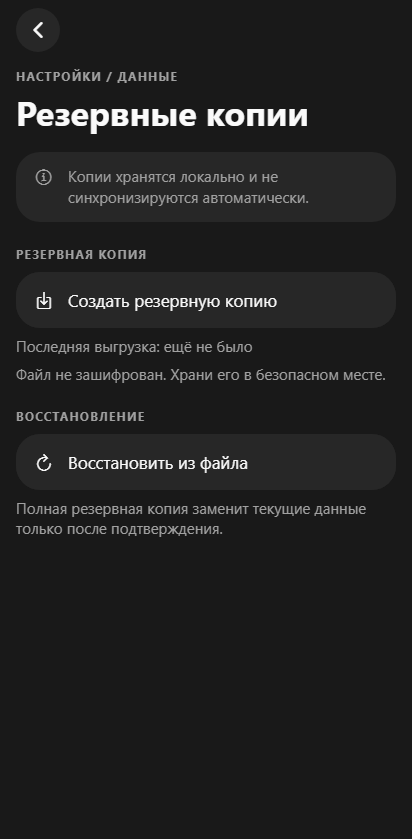 НАСТРОЙКИ / ДАННЫЕ
Резервные копии
Копии хранятся локально и не
синхронизируются автоматически.
РЕЗЕРВНАЯ КОПИЯ
Создать резервную копию
Последняя выгрузка: ещё не было
Файл не зашифрован. Храни его в безопасном месте.
ВОССТАНОВЛЕНИЕ
Восстановить из файла
Полная резервная копия заменит текущие данные
только после подтверждения.